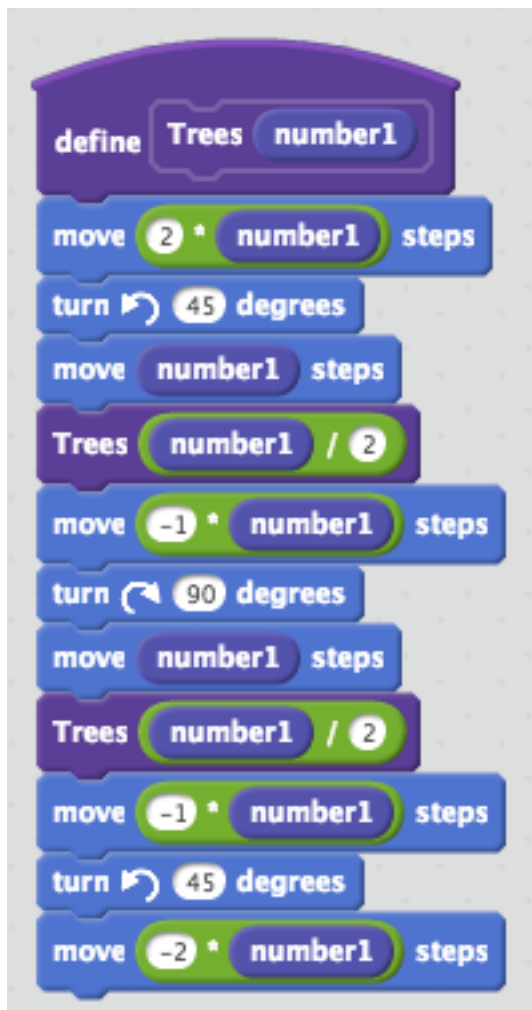 define Trees number1
move 2 * number1 steps
turn 45 degrees
move number1 steps
Trees number1 / 2
move -1 * number1 steps
turn 90 degrees
move number1 steps
Trees number1 / 2
move -1 * number1 steps
turn 45 degrees
move -2 * number1 steps